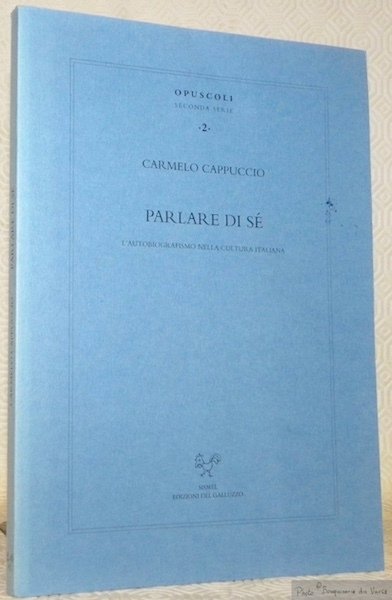 OPUSCOLI
SECONDA SERIE
·2·
CARMELO CAPPUCCIO
PARLARE DI SÉ
L'AUTOBIOGRAFISMO NELLA CULTURA ITALIANA
SISMEL
EDIZIONI DEL GALLUZZO
Photo © Bouquinerie du Varis